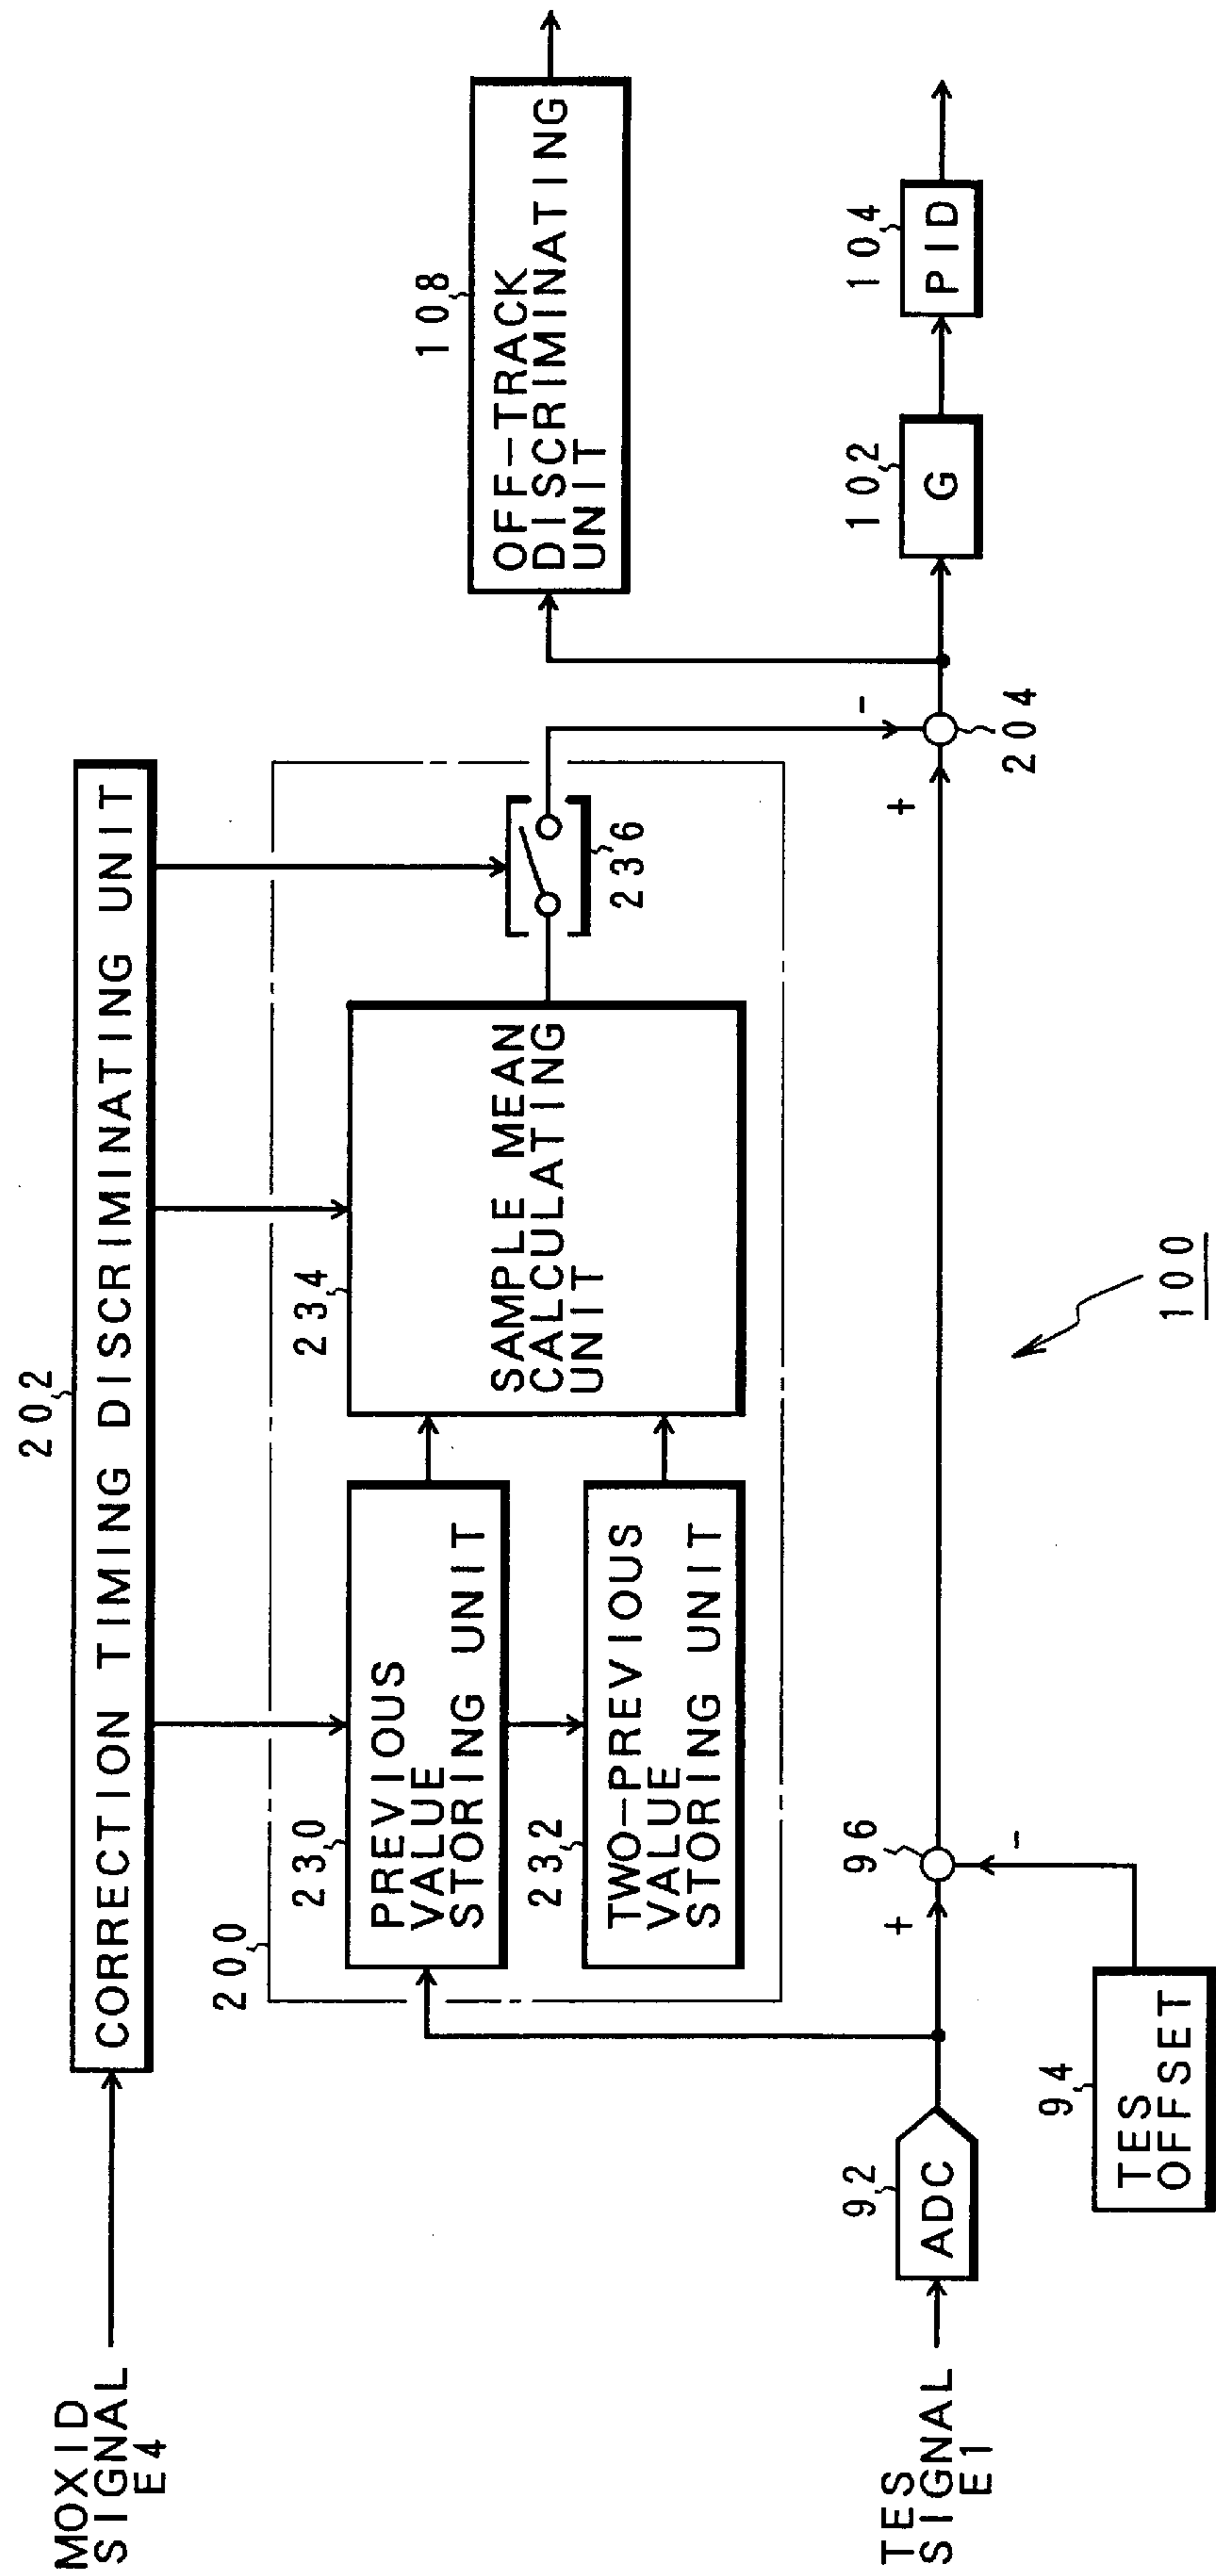 MOXID
SIGNAL
E4
202
CORRECTION TIMING DISCRIMINATING UNIT
200
230
PREVIOUS
VALUE
STORING UNIT
232
TWO-PREVIOUS
VALUE
STORING UNIT
234
SAMPLE MEAN
CALCULATING
UNIT
236
108
OFF-TRACK
DISCRIMINATING
UNIT
TES
SIGNAL
E1
92
ADC
94
TES
OFFSET
96
+
-
+
-
204
102
G
104
PID
100